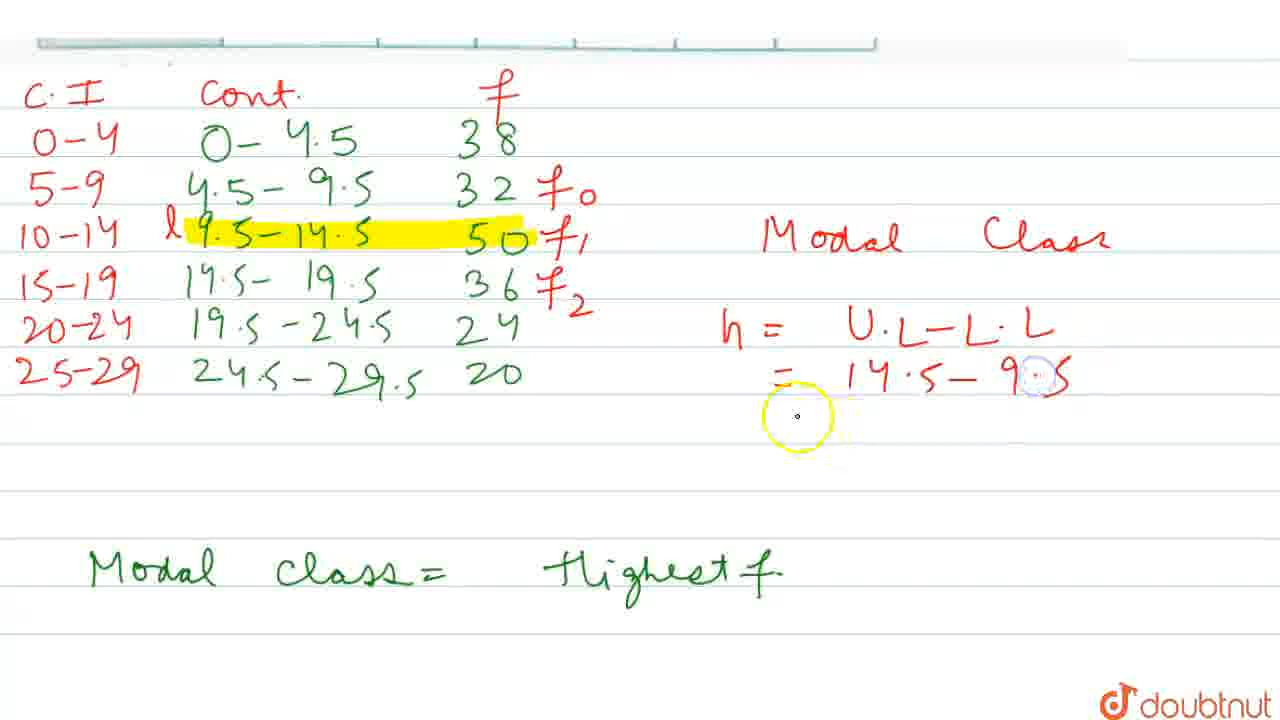 C.I Cont. f
0-4 0-4.5 38
5-9 4.5-9.5 32 f0
10-14 l 9.5-14.5 50 f1
15-19 14.5-19.5 36 f2
20-24 19.5-24.5 24
25-29 24.5-29.5 20
Modal Class
h = U.L-L.L
= 14.5-9.5
Modal class = Highest f.
doubtnut